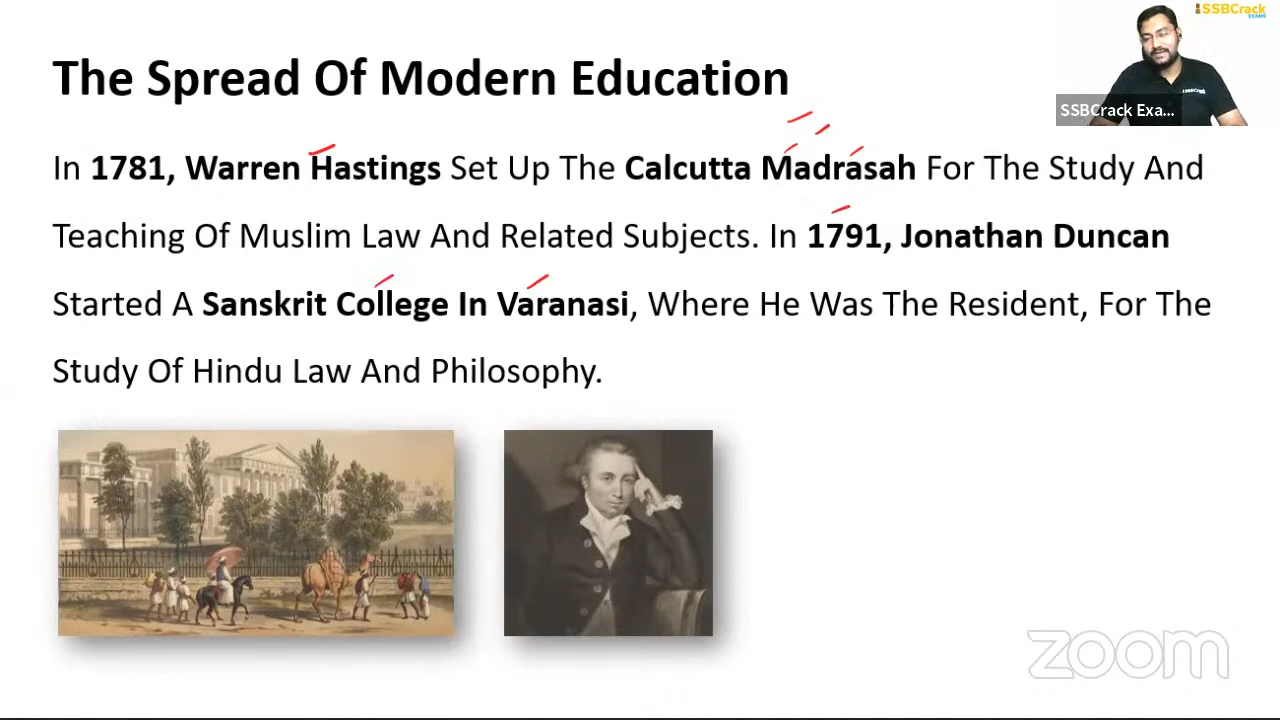 SSBCrack
EXAMS
The Spread Of Modern Education
SSBCrack Exa...
In 1781, Warren Hastings Set Up The Calcutta Madrasah For The Study And
Teaching Of Muslim Law And Related Subjects. In 1791, Jonathan Duncan
Started A Sanskrit College In Varanasi, Where He Was The Resident, For The
Study Of Hindu Law And Philosophy.
zoom